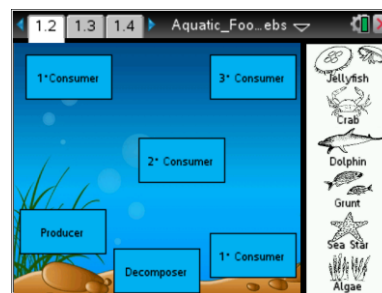 1.2 1.3 1.4 Aquatic_Foo…ebs
1°Consumer
3° Consumer
2° Consumer
Producer
1° Consumer
Decomposer
Jellyfish
Crab
Dolphin
Grunt
Sea Star
Algae